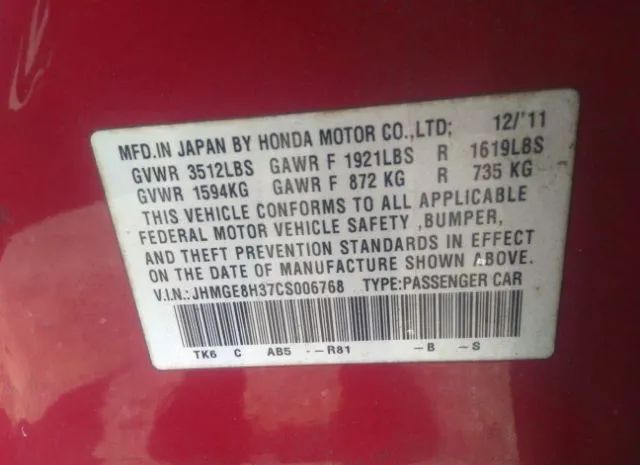 MFD.IN JAPAN BY HONDA MOTOR CO.,LTD; 12/'11
GVWR 3512LBS GAWR F 1921LBS R 1619LBS
GVWR 1594KG GAWR F 872 KG R 735 KG
THIS VEHICLE CONFORMS TO ALL APPLICABLE
FEDERAL MOTOR VEHICLE SAFETY ,BUMPER,
AND THEFT PREVENTION STANDARDS IN EFFECT
ON THE DATE OF MANUFACTURE SHOWN ABOVE.
V.I.N.: JHMGE8H37CS006768 TYPE:PASSENGER CAR
TK6 C AB5 --R81 -B -S